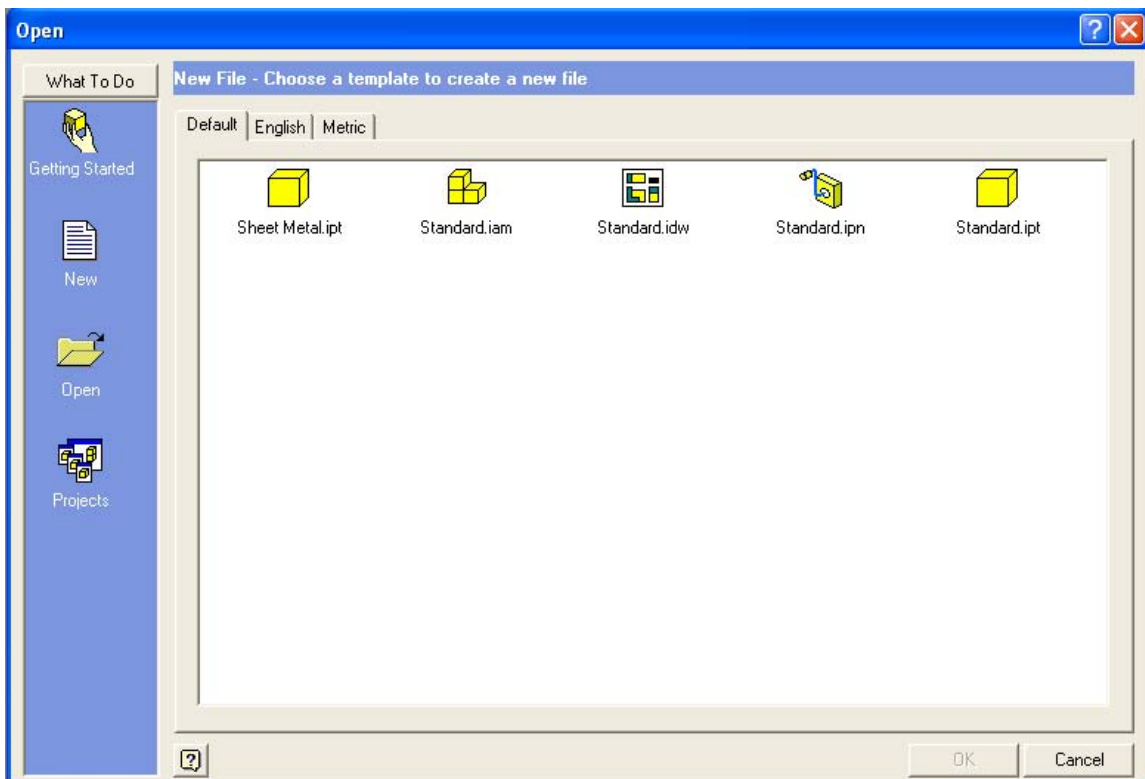 Open
What To Do
New File - Choose a template to create a new file
Getting Started
New
Open
Projects
Default English Metric
Sheet Metal.ipt Standard.iam Standard.idw Standard.ipn Standard.ipt
OK Cancel